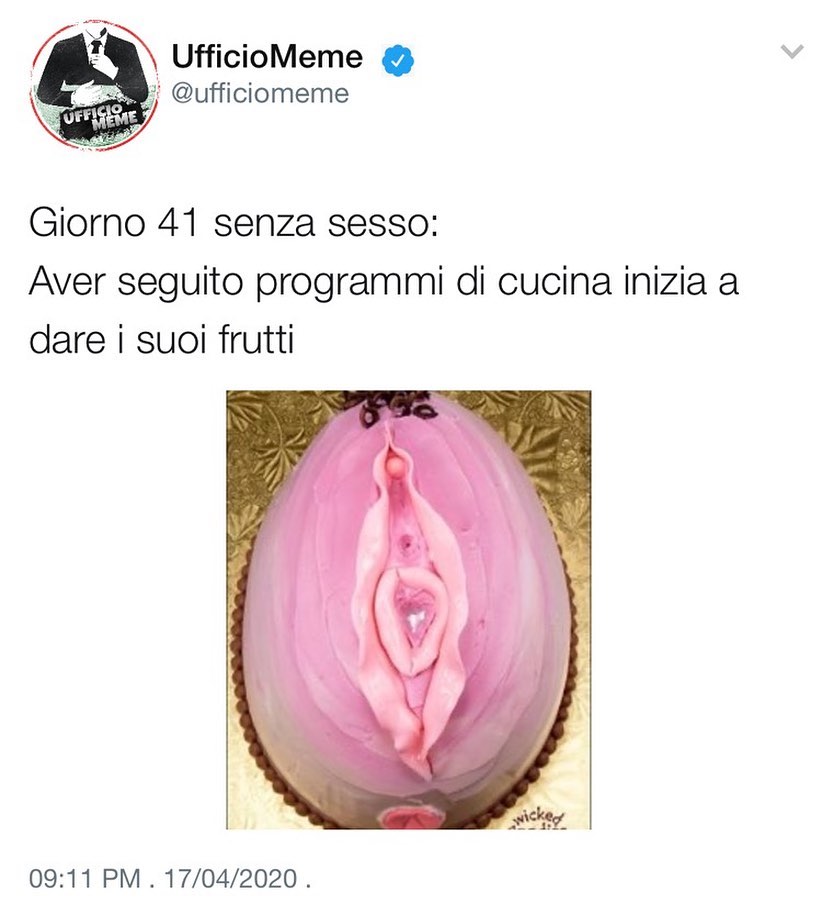 UfficioMeme
@ufficiomeme
UFFICIO
MEME
Giorno 41 senza sesso:
Aver seguito programmi di cucina inizia a
dare i suoi frutti
wicked
09:11 PM . 17/04/2020 .